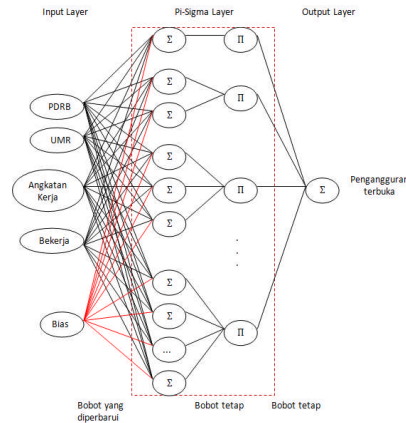 Input Layer
Pi-Sigma Layer
Output Layer
Σ
Π
Σ
Π
Σ
PDRB
UMR
Σ
Angkatan
Kerja
Σ
Π
Σ
Pengangguran
terbuka
Σ
Bekerja
.
.
.
Σ
Σ
Bias
Π
...
Σ
Bobot yang
diperbarui
Bobot tetap
Bobot tetap